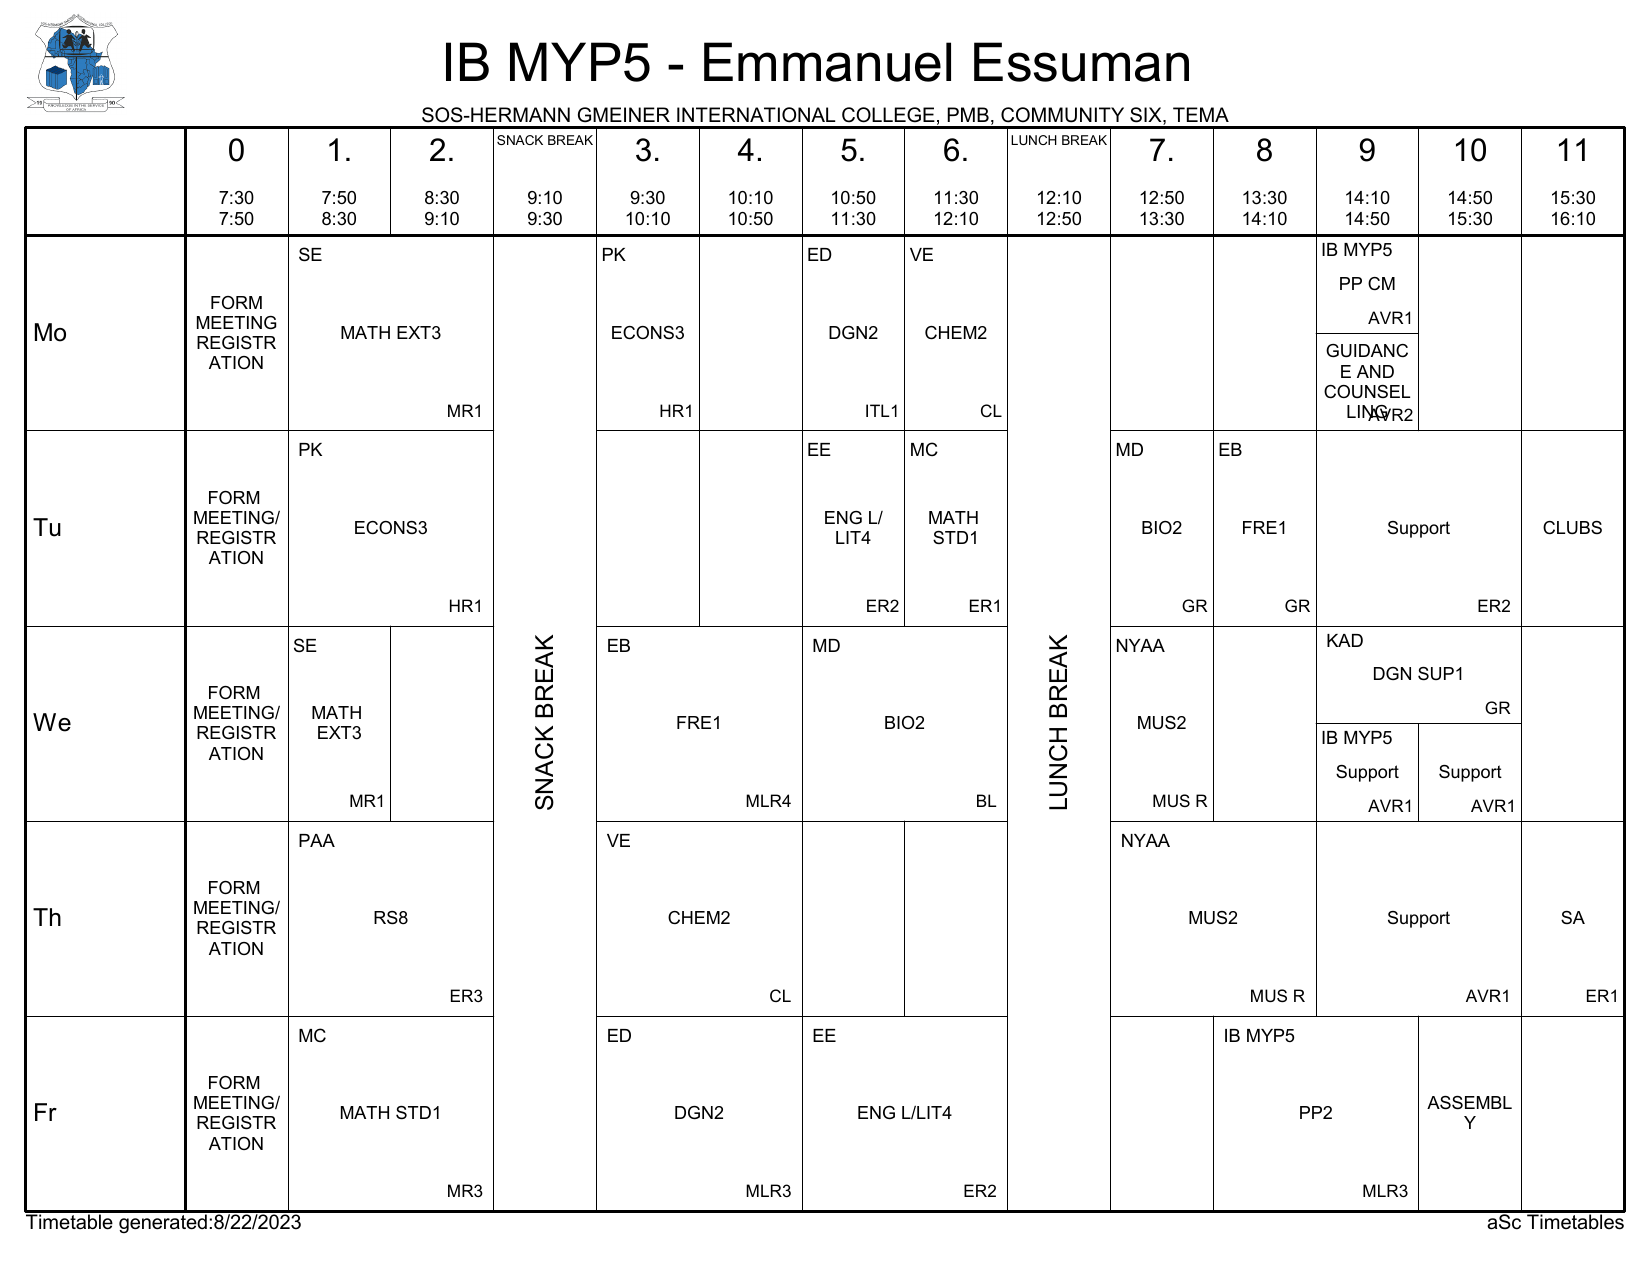 IB MYP5 - Emmanuel Essuman
SOS-HERMANN GMEINER INTERNATIONAL COLLEGE, PMB, COMMUNITY SIX, TEMA
KNOWLEDGE IN THE SERVICE
OF AFRICA
19 90
0 1. 2. SNACK BREAK 3. 4. 5. 6. LUNCH BREAK 7. 8 9 10 11
7:30 7:50 8:30 9:10 9:30 10:10 10:50 11:30 12:10 12:50 13:30 14:10 14:50 15:30
7:50 8:30 9:10 9:30 10:10 10:50 11:30 12:10 12:50 13:30 14:10 14:50 15:30 16:10
SNACK BREAK
LUNCH BREAK
Mo
FORM
MEETING
REGISTR
ATION
SE
MATH EXT3
MR1
PK
ECONS3
HR1
ED
DGN2
ITL1
VE
CHEM2
CL
IB MYP5
PP CM
AVR1
GUIDANC
E AND
COUNSEL
LING
AVR2
Tu
FORM
MEETING/
REGISTR
ATION
PK
ECONS3
HR1
EE
ENG L/
LIT4
ER2
MC
MATH
STD1
ER1
MD
BIO2
GR
EB
FRE1
GR
Support
ER2
CLUBS
We
FORM
MEETING/
REGISTR
ATION
SE
MATH
EXT3
MR1
EB
FRE1
MLR4
MD
BIO2
BL
NYAA
MUS2
MUS R
KAD
DGN SUP1
GR
IB MYP5
Support
AVR1
Support
AVR1
Th
FORM
MEETING/
REGISTR
ATION
PAA
RS8
ER3
VE
CHEM2
CL
NYAA
MUS2
MUS R
Support
AVR1
SA
ER1
Fr
FORM
MEETING/
REGISTR
ATION
MC
MATH STD1
MR3
ED
DGN2
MLR3
EE
ENG L/LIT4
ER2
IB MYP5
PP2
MLR3
ASSEMBL
Y
Timetable generated:8/22/2023
aSc Timetables